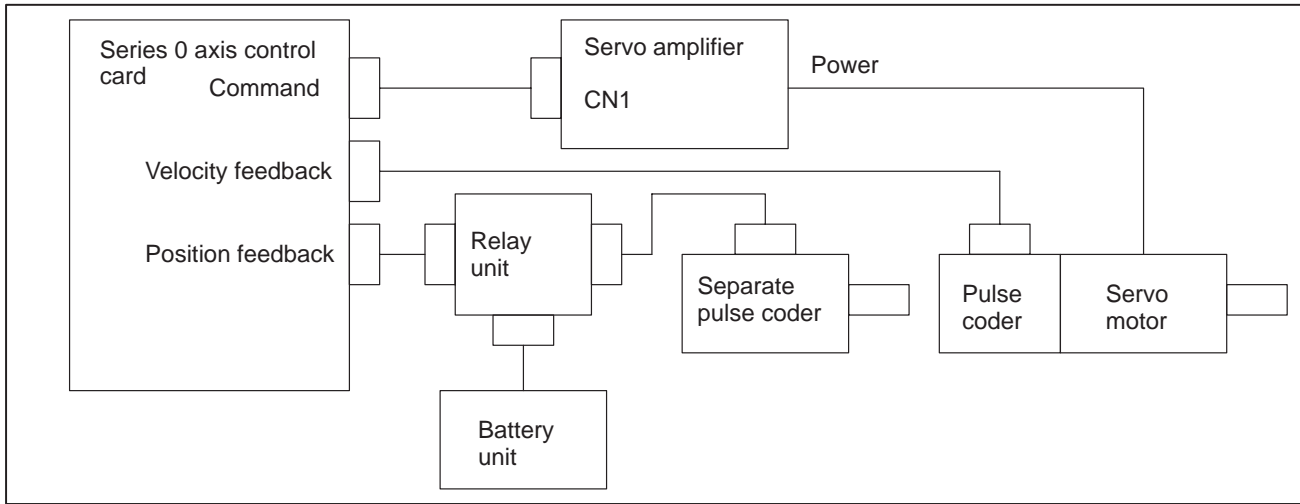 Series 0 axis control
card
Command
Servo amplifier
CN1
Power
Velocity feedback
Position feedback
Relay
unit
Separate
pulse coder
Pulse
coder
Servo
motor
Battery
unit